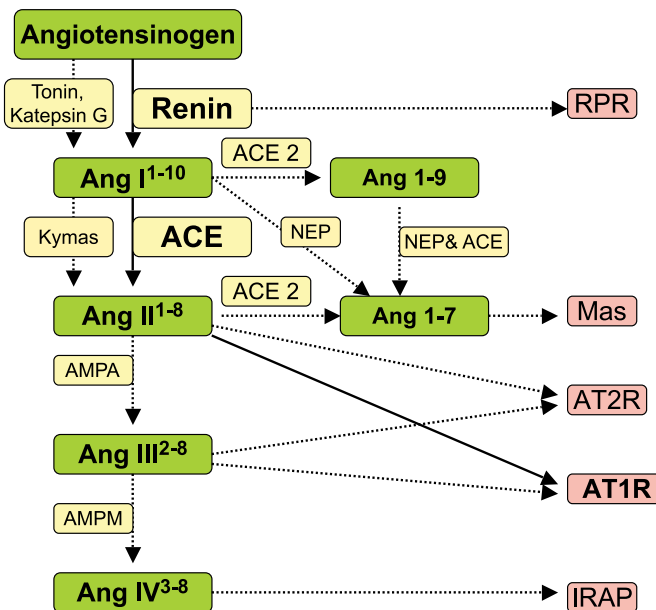 Angiotensinogen
Tonin,
Katepsin G
Renin
RPR
ACE 2
Ang I1-10
Ang 1-9
Kymas
ACE
NEP
NEP& ACE
ACE 2
Ang II1-8
Ang 1-7
Mas
AMPA
AT2R
Ang III2-8
AT1R
AMPM
Ang IV3-8
IRAP